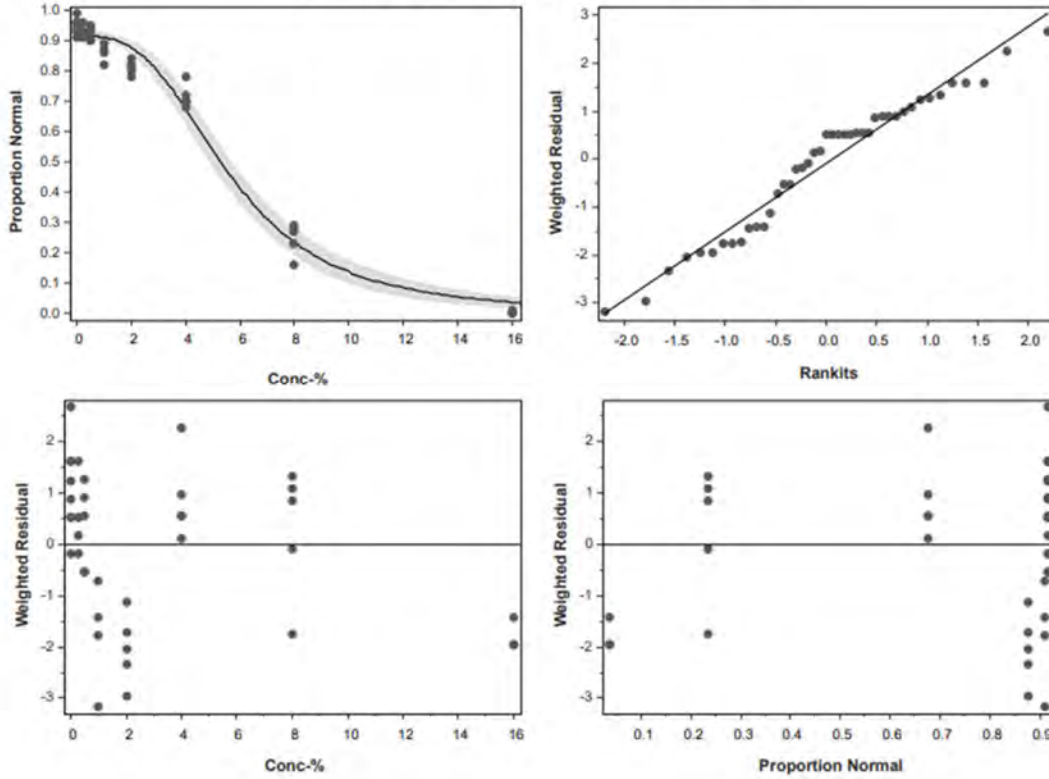 Proportion Normal
1.0
0.9
0.8
0.7
0.6
0.5
0.4
0.3
0.2
0.1
0.0
0 2 4 6 8 10 12 14 16
Conc-%
Weighted Residual
3
2
1
0
-1
-2
-3
-2.0 -1.5 -1.0 -0.5 0.0 0.5 1.0 1.5 2.0
Rankits
Weighted Residual
2
1
0
-1
-2
-3
0 2 4 6 8 10 12 14 16
Conc-%
Weighted Residual
2
1
0
-1
-2
-3
0.1 0.2 0.3 0.4 0.5 0.6 0.7 0.8 0.9
Proportion Normal